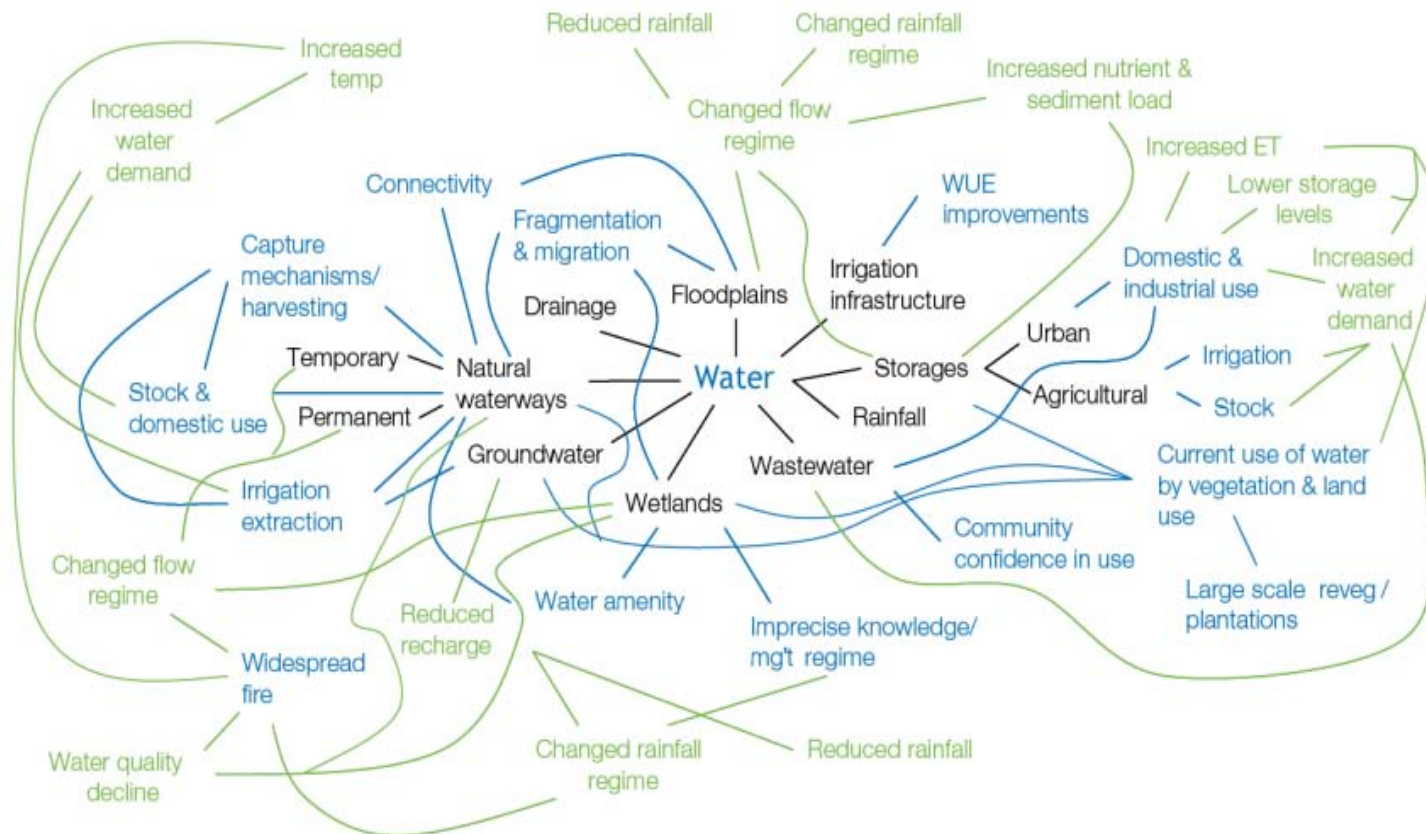 Reduced rainfall
Changed rainfall
regime
Increased
temp
Increased nutrient &
sediment load
Increased
water
demand
Changed flow
regime
Increased ET
Connectivity
WUE
improvements
Lower storage
levels
Fragmentation
& migration
Capture
mechanisms/
harvesting
Domestic &
industrial use
Increased
water
demand
Irrigation
infrastructure
Floodplains
Drainage
Urban
Temporary
Natural
waterways
Water
Storages
Irrigation
Agricultural
Stock &
domestic use
Permanent
Rainfall
Stock
Groundwater
Wastewater
Current use of water
by vegetation & land
use
Irrigation
extraction
Wetlands
Community
confidence in use
Changed flow
regime
Water amenity
Large scale reveg /
plantations
Reduced
recharge
Imprecise knowledge/
mg't regime
Widespread
fire
Changed rainfall
regime
Reduced rainfall
Water quality
decline